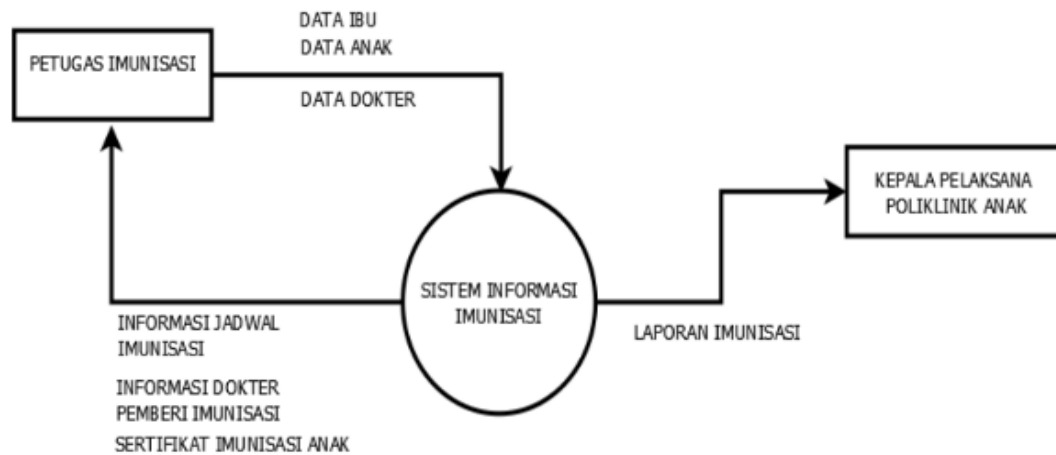 DATA IBU
DATA ANAK
PETUGAS IMUNISASI
DATA DOKTER
KEPALA PELAKSANA
POLIKLINIK ANAK
SISTEM INFORMASI
IMUNISASI
INFORMASI JADWAL
IMUNISASI
LAPORAN IMUNISASI
INFORMASI DOKTER
PEMBERI IMUNISASI
SERTIFIKAT IMUNISASI ANAK